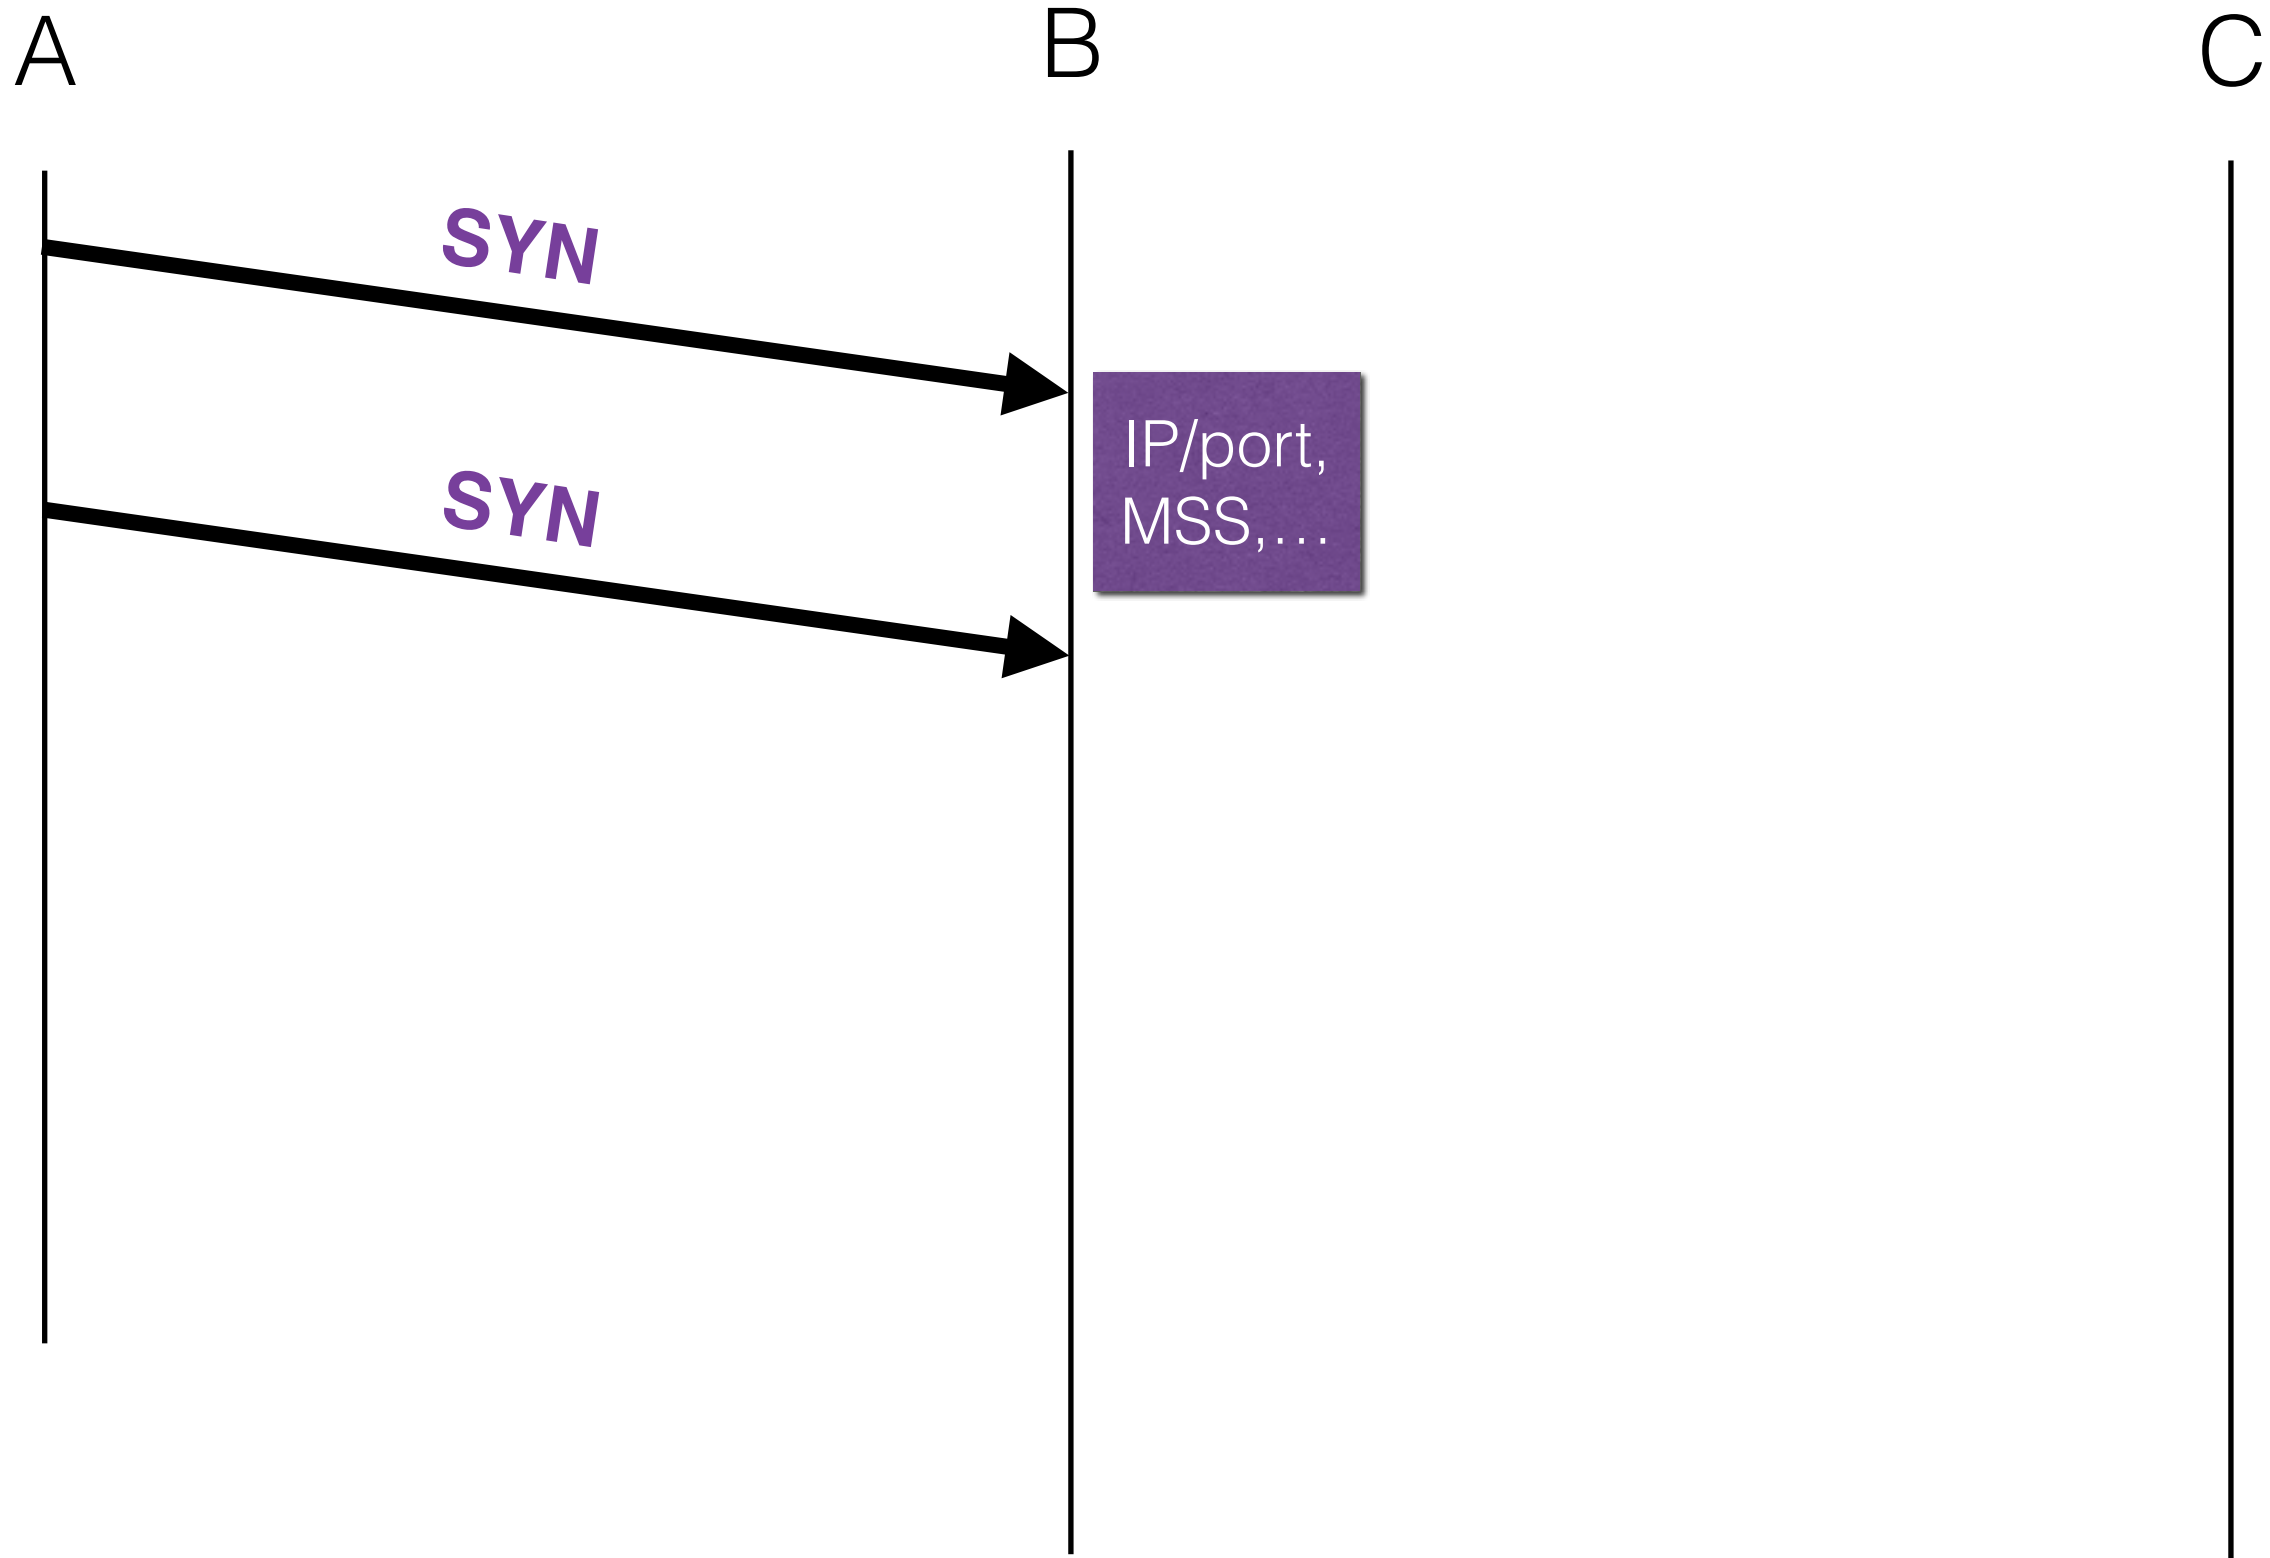 A
B
C
SYN
SYN
IP/port,
MSS,…